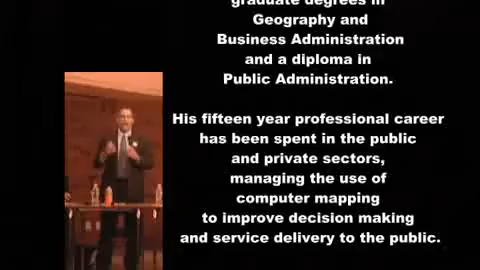 graduate degrees in
Geography and
Business Administration
and a diploma in
Public Administration.
His fifteen year professional career
has been spent in the public
and private sectors,
managing the use of
computer mapping
to improve decision making
and service delivery to the public.